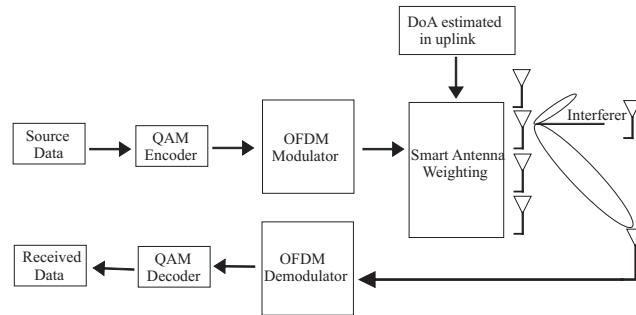 DoA estimated
in uplink
Source
Data
QAM
Encoder
OFDM
Modulator
Smart Antenna
Weighting
Interferer
Received
Data
QAM
Decoder
OFDM
Demodulator